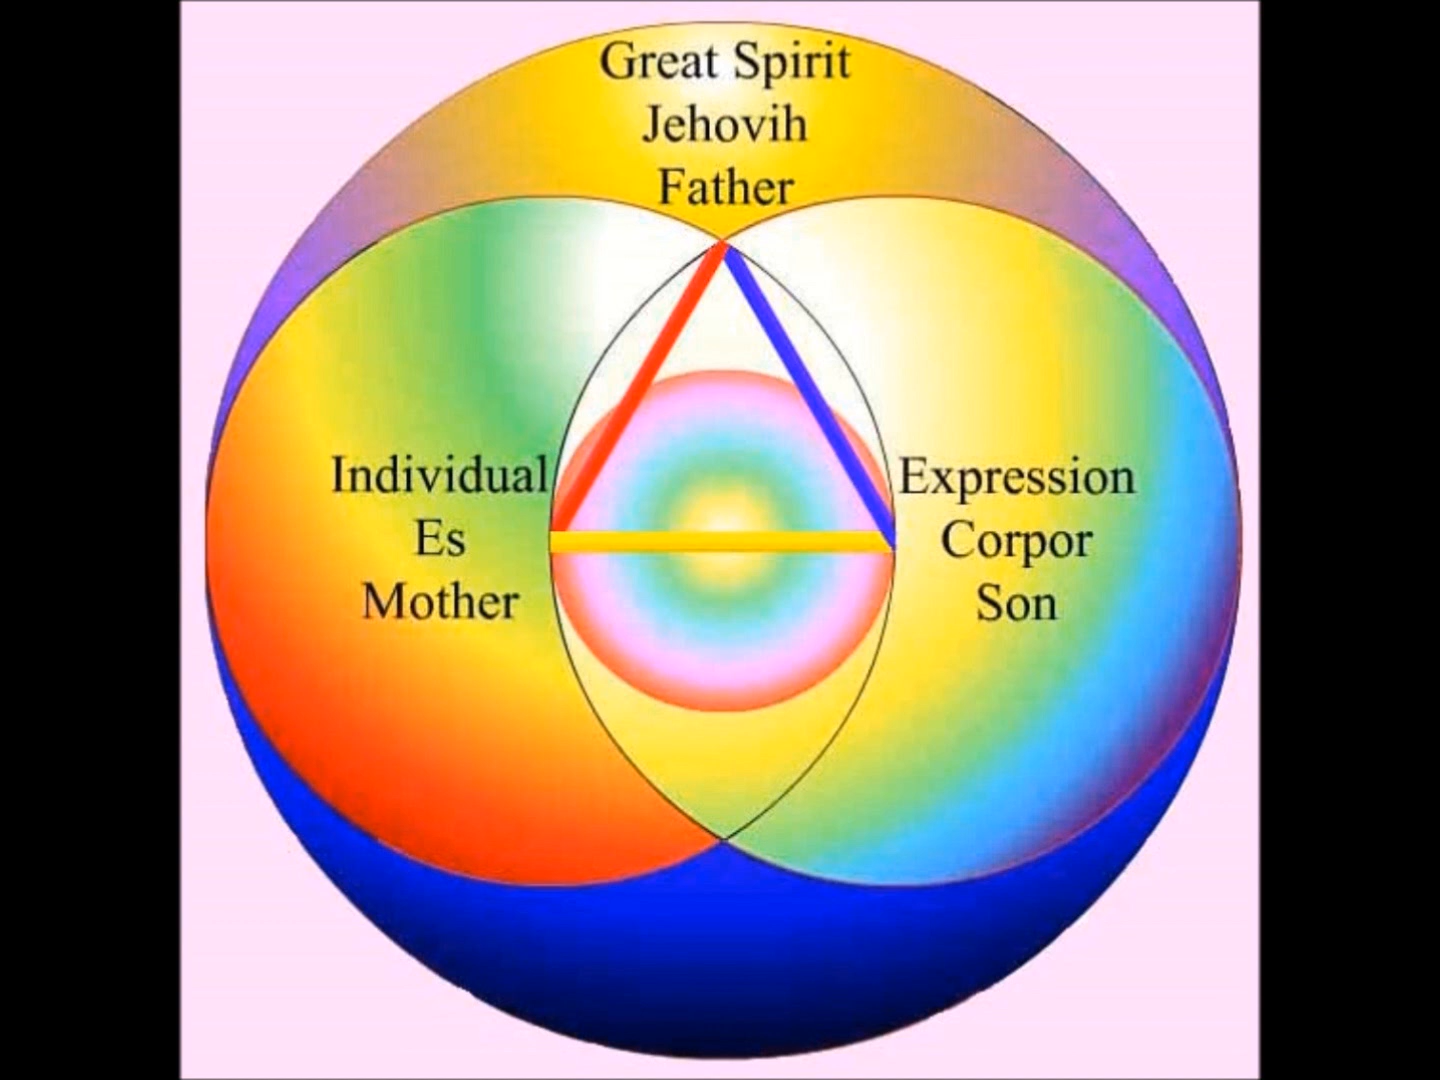 Great Spirit
Jehovih
Father
Individual
Es
Mother
Expression
Corpor
Son